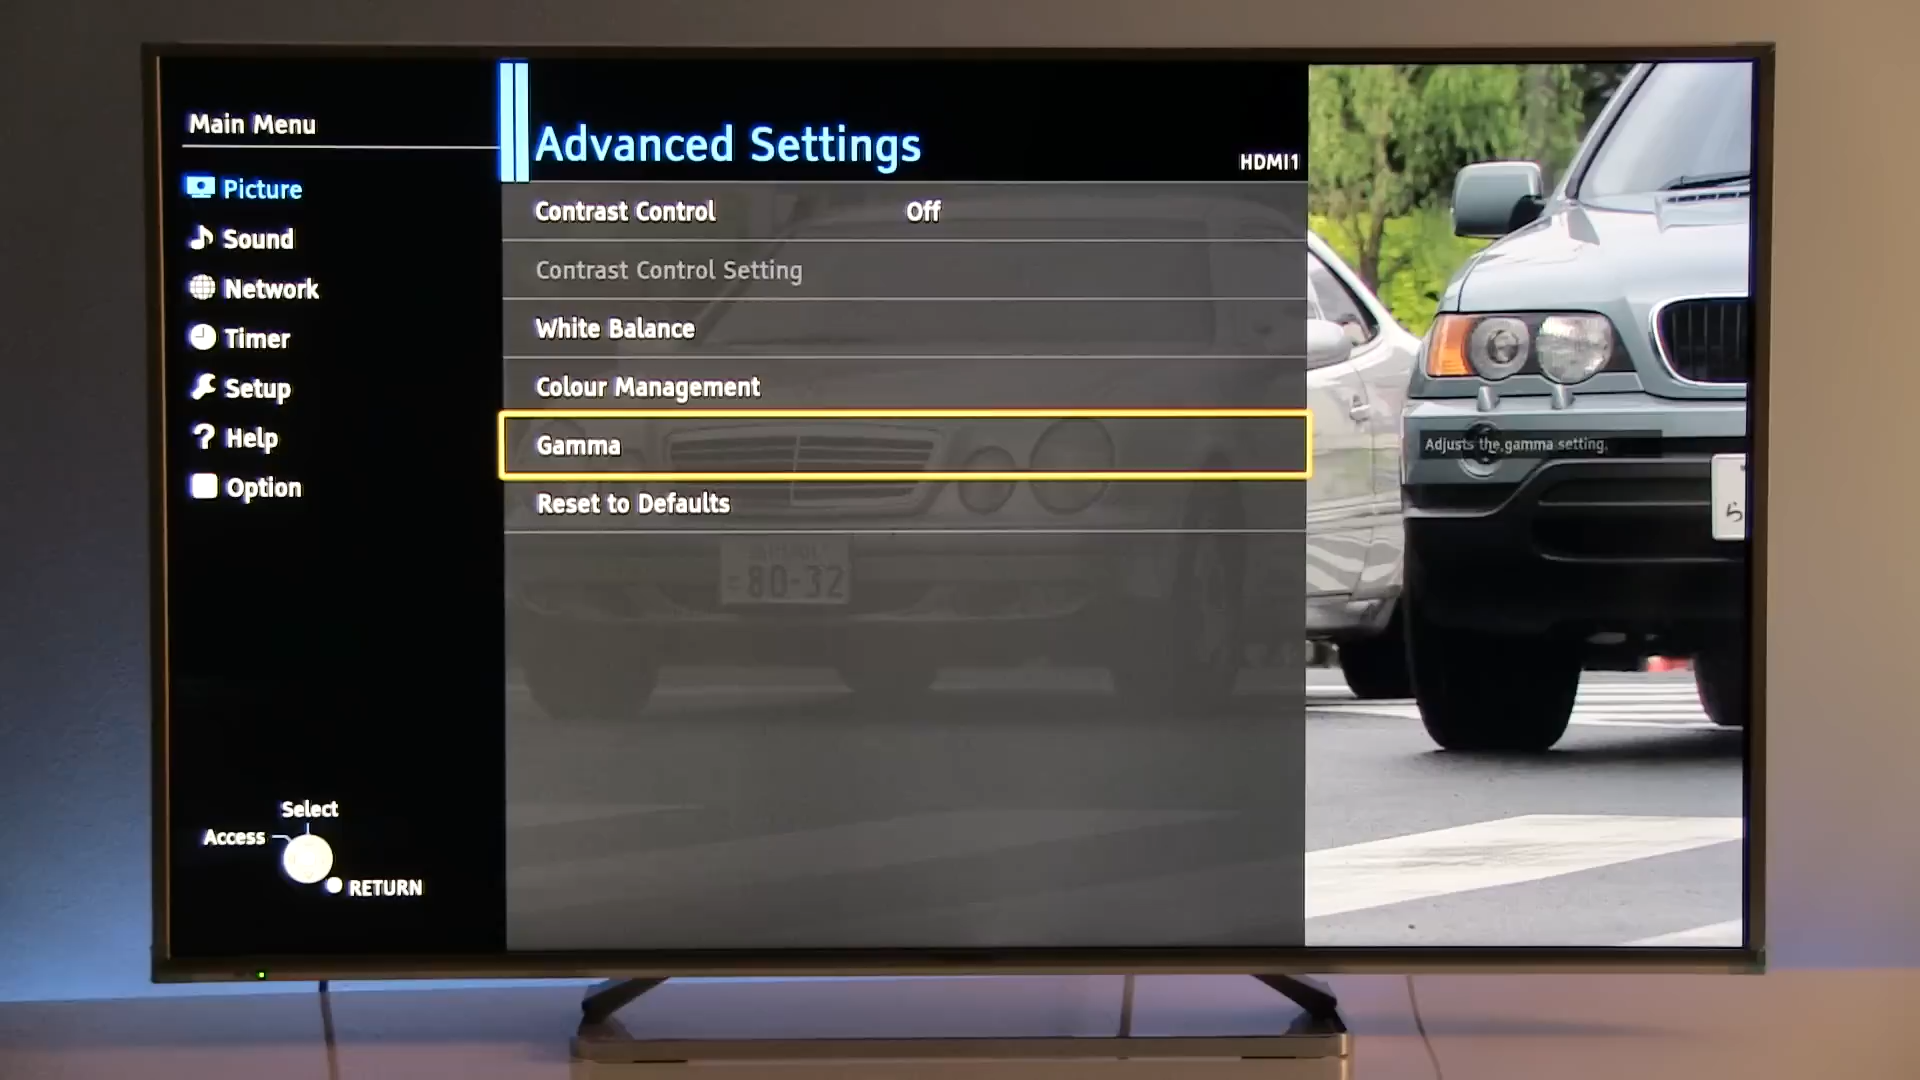 Main Menu
Picture
Sound
Network
Timer
Setup
? Help
Option
Select
Access
RETURN
Advanced Settings
HDMI1
Contrast Control Off
Contrast Control Setting
White Balance
Colour Management
Gamma
Reset to Defaults
80-32
Adjusts the gamma setting.
ら